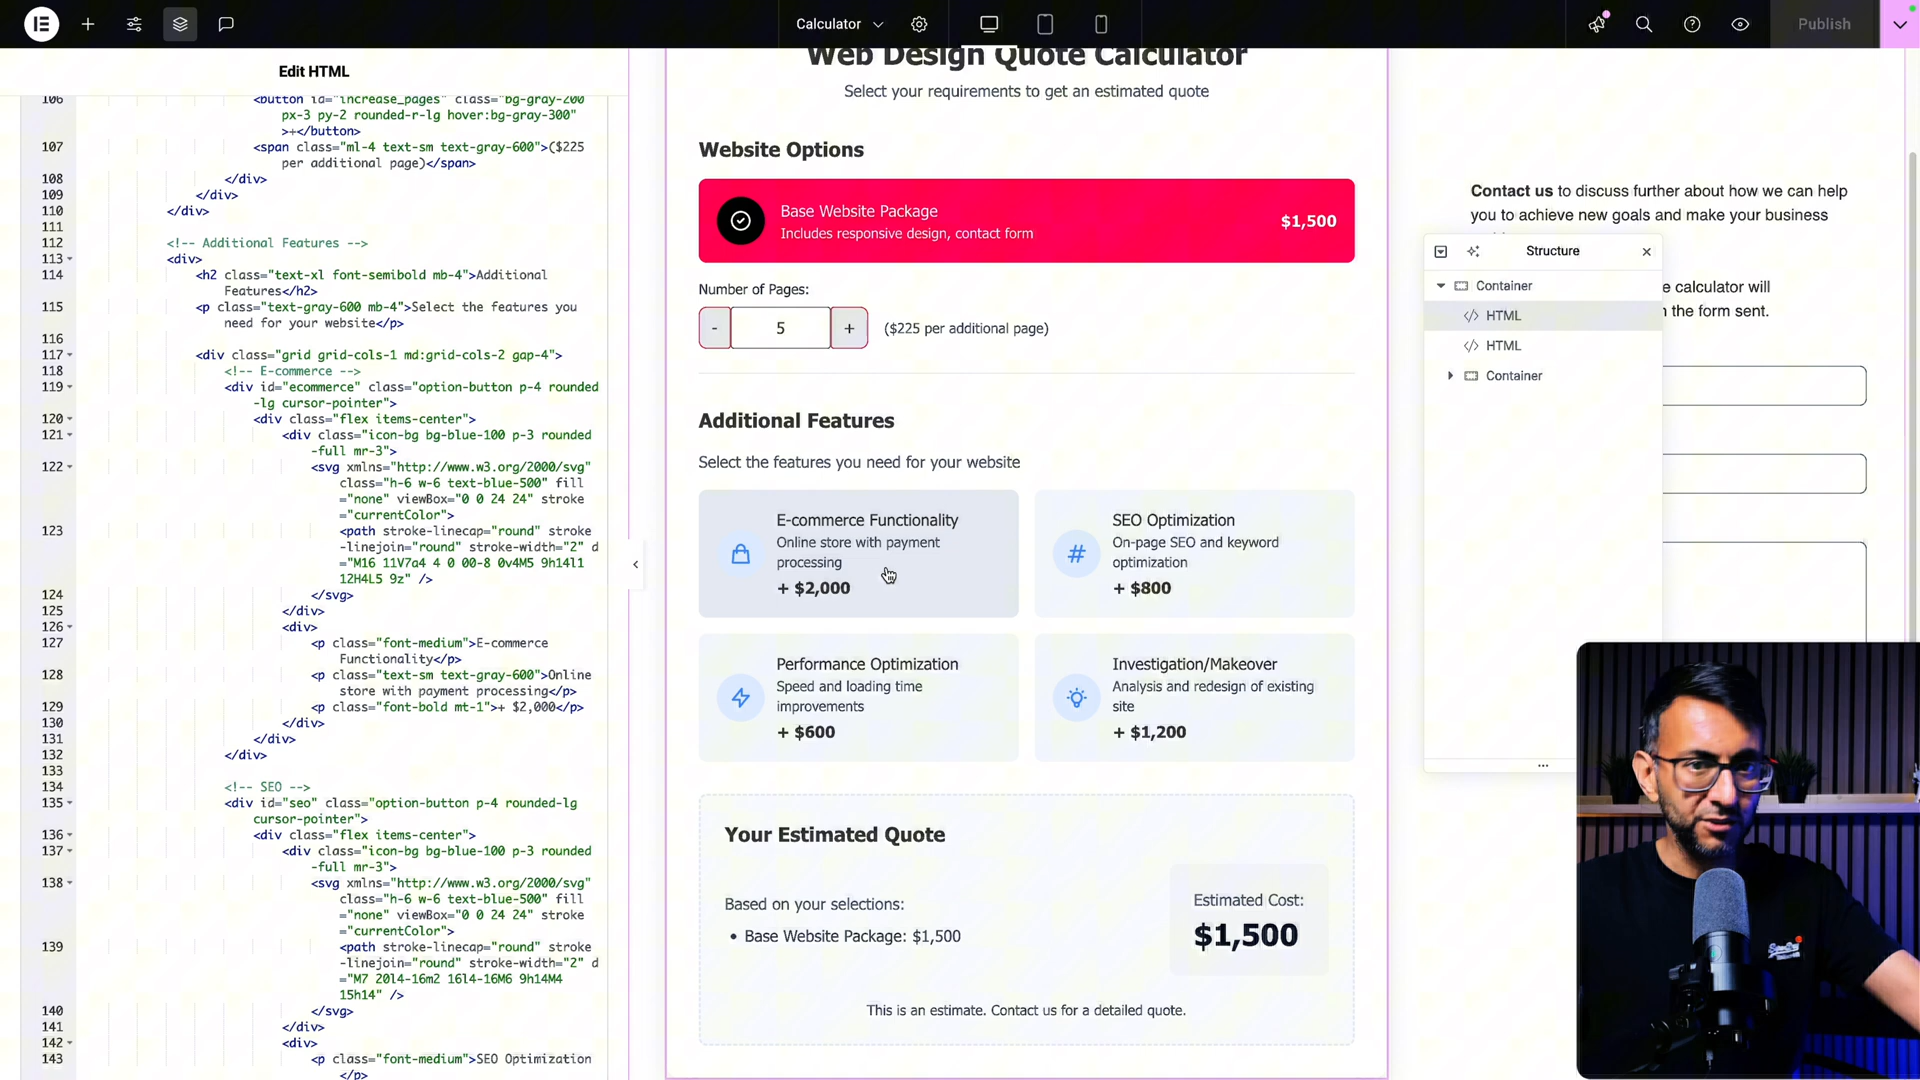 Calculator
Publish
Edit HTML
106
<button id="increase_pages" class="bg-gray-200
px-3 py-2 rounded-r-lg hover:bg-gray-300"
>+</button>
107
<span class="ml-4 text-sm text-gray-600">($225
per additional page)</span>
108
</div>
109
</div>
110
</div>
111
112
<!-- Additional Features -->
113
<div>
114
<h2 class="text-xl font-semibold mb-4">Additional
Features</h2>
115
<p class="text-gray-600 mb-4">Select the features you
need for your website</p>
116
117
<div class="grid grid-cols-1 md:grid-cols-2 gap-4">
118
<!-- E-commerce -->
119
<div id="ecommerce" class="option-button p-4 rounded
-lg cursor-pointer">
120
<div class="flex items-center">
121
<div class="icon-bg bg-blue-100 p-3 rounded
-full mr-3">
122
<svg xmlns="http://www.w3.org/2000/svg"
class="h-6 w-6 text-blue-500" fill
="none" viewBox="0 0 24 24" stroke
="currentColor">
123
<path stroke-linecap="round" stroke
-linejoin="round" stroke-width="2" d
="M16 11V7a4 4 0 00-8 0v4M5 9h14l1
12H4L5 9z" />
124
</svg>
125
</div>
126
<div>
127
<p class="font-medium">E-commerce
Functionality</p>
128
<p class="text-sm text-gray-600">Online
store with payment processing</p>
129
<p class="font-bold mt-1">+ $2,000</p>
130
</div>
131
</div>
132
</div>
133
134
<!-- SEO -->
135
<div id="seo" class="option-button p-4 rounded-lg
cursor-pointer">
136
<div class="flex items-center">
137
<div class="icon-bg bg-blue-100 p-3 rounded
-full mr-3">
138
<svg xmlns="http://www.w3.org/2000/svg"
class="h-6 w-6 text-blue-500" fill
="none" viewBox="0 0 24 24" stroke
="currentColor">
139
<path stroke-linecap="round" stroke
-linejoin="round" stroke-width="2" d
="M7 20l4-16m2 16l4-16M6 9h14M4
15h14" />
140
</svg>
141
</div>
142
<div>
143
<p class="font-medium">SEO Optimization
</p>
Web Design Quote Calculator
Select your requirements to get an estimated quote
Website Options
Base Website Package
Includes responsive design, contact form
$1,500
Number of Pages:
- 5 + ($225 per additional page)
Additional Features
Select the features you need for your website
E-commerce Functionality
Online store with payment
processing
+ $2,000
SEO Optimization
On-page SEO and keyword
optimization
+ $800
Performance Optimization
Speed and loading time
improvements
+ $600
Investigation/Makeover
Analysis and redesign of existing
site
+ $1,200
Your Estimated Quote
Based on your selections:
• Base Website Package: $1,500
Estimated Cost:
$1,500
This is an estimate. Contact us for a detailed quote.
Contact us to discuss further about how we can help
you to achieve new goals and make your business
calculator will
the form sent.
Structure
Container
HTML
HTML
Container